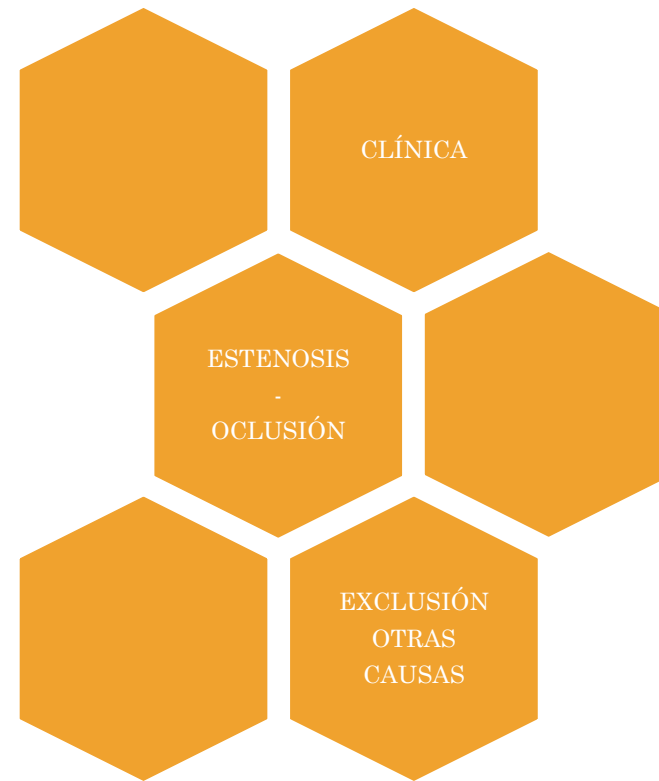 CLÍNICA
ESTENOSIS
-
OCLUSIÓN
EXCLUSIÓN
OTRAS
CAUSAS